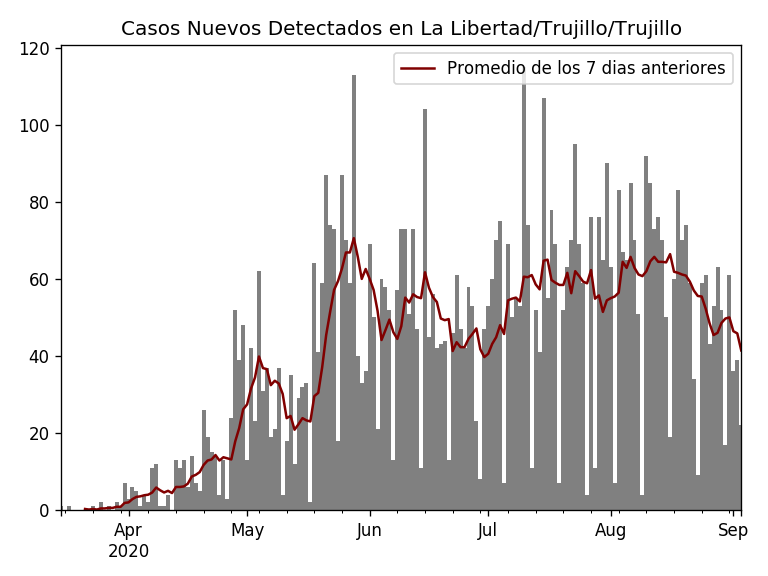 Casos Nuevos Detectados en La Libertad/Trujillo/Trujillo
Promedio de los 7 dias anteriores
120
100
80
60
40
20
0
Apr
2020
May
Jun
Jul
Aug
Sep